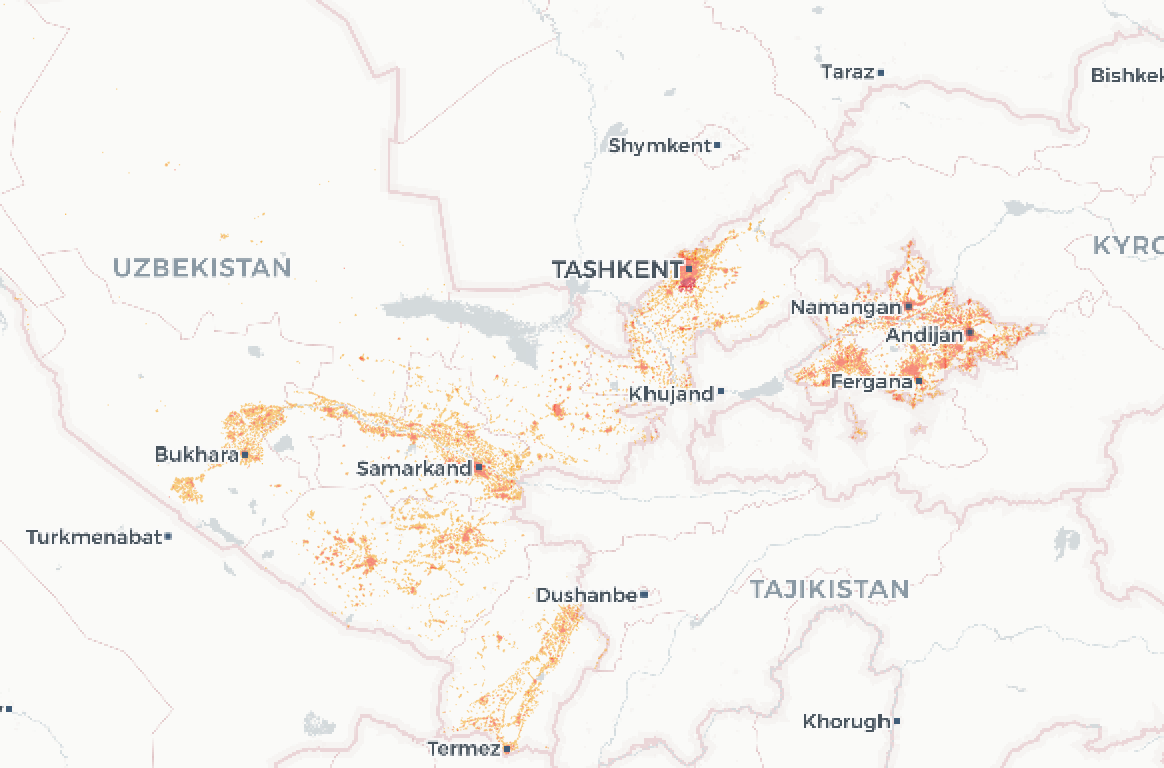 Taraz
Bishkek
Shymkent
KYRG
UZBEKISTAN
TASHKENT
Namangan
Andijan
Fergana
Khujand
Bukhara
Samarkand
Turkmenabat
Dushanbe
TAJIKISTAN
Khorugh
Termez